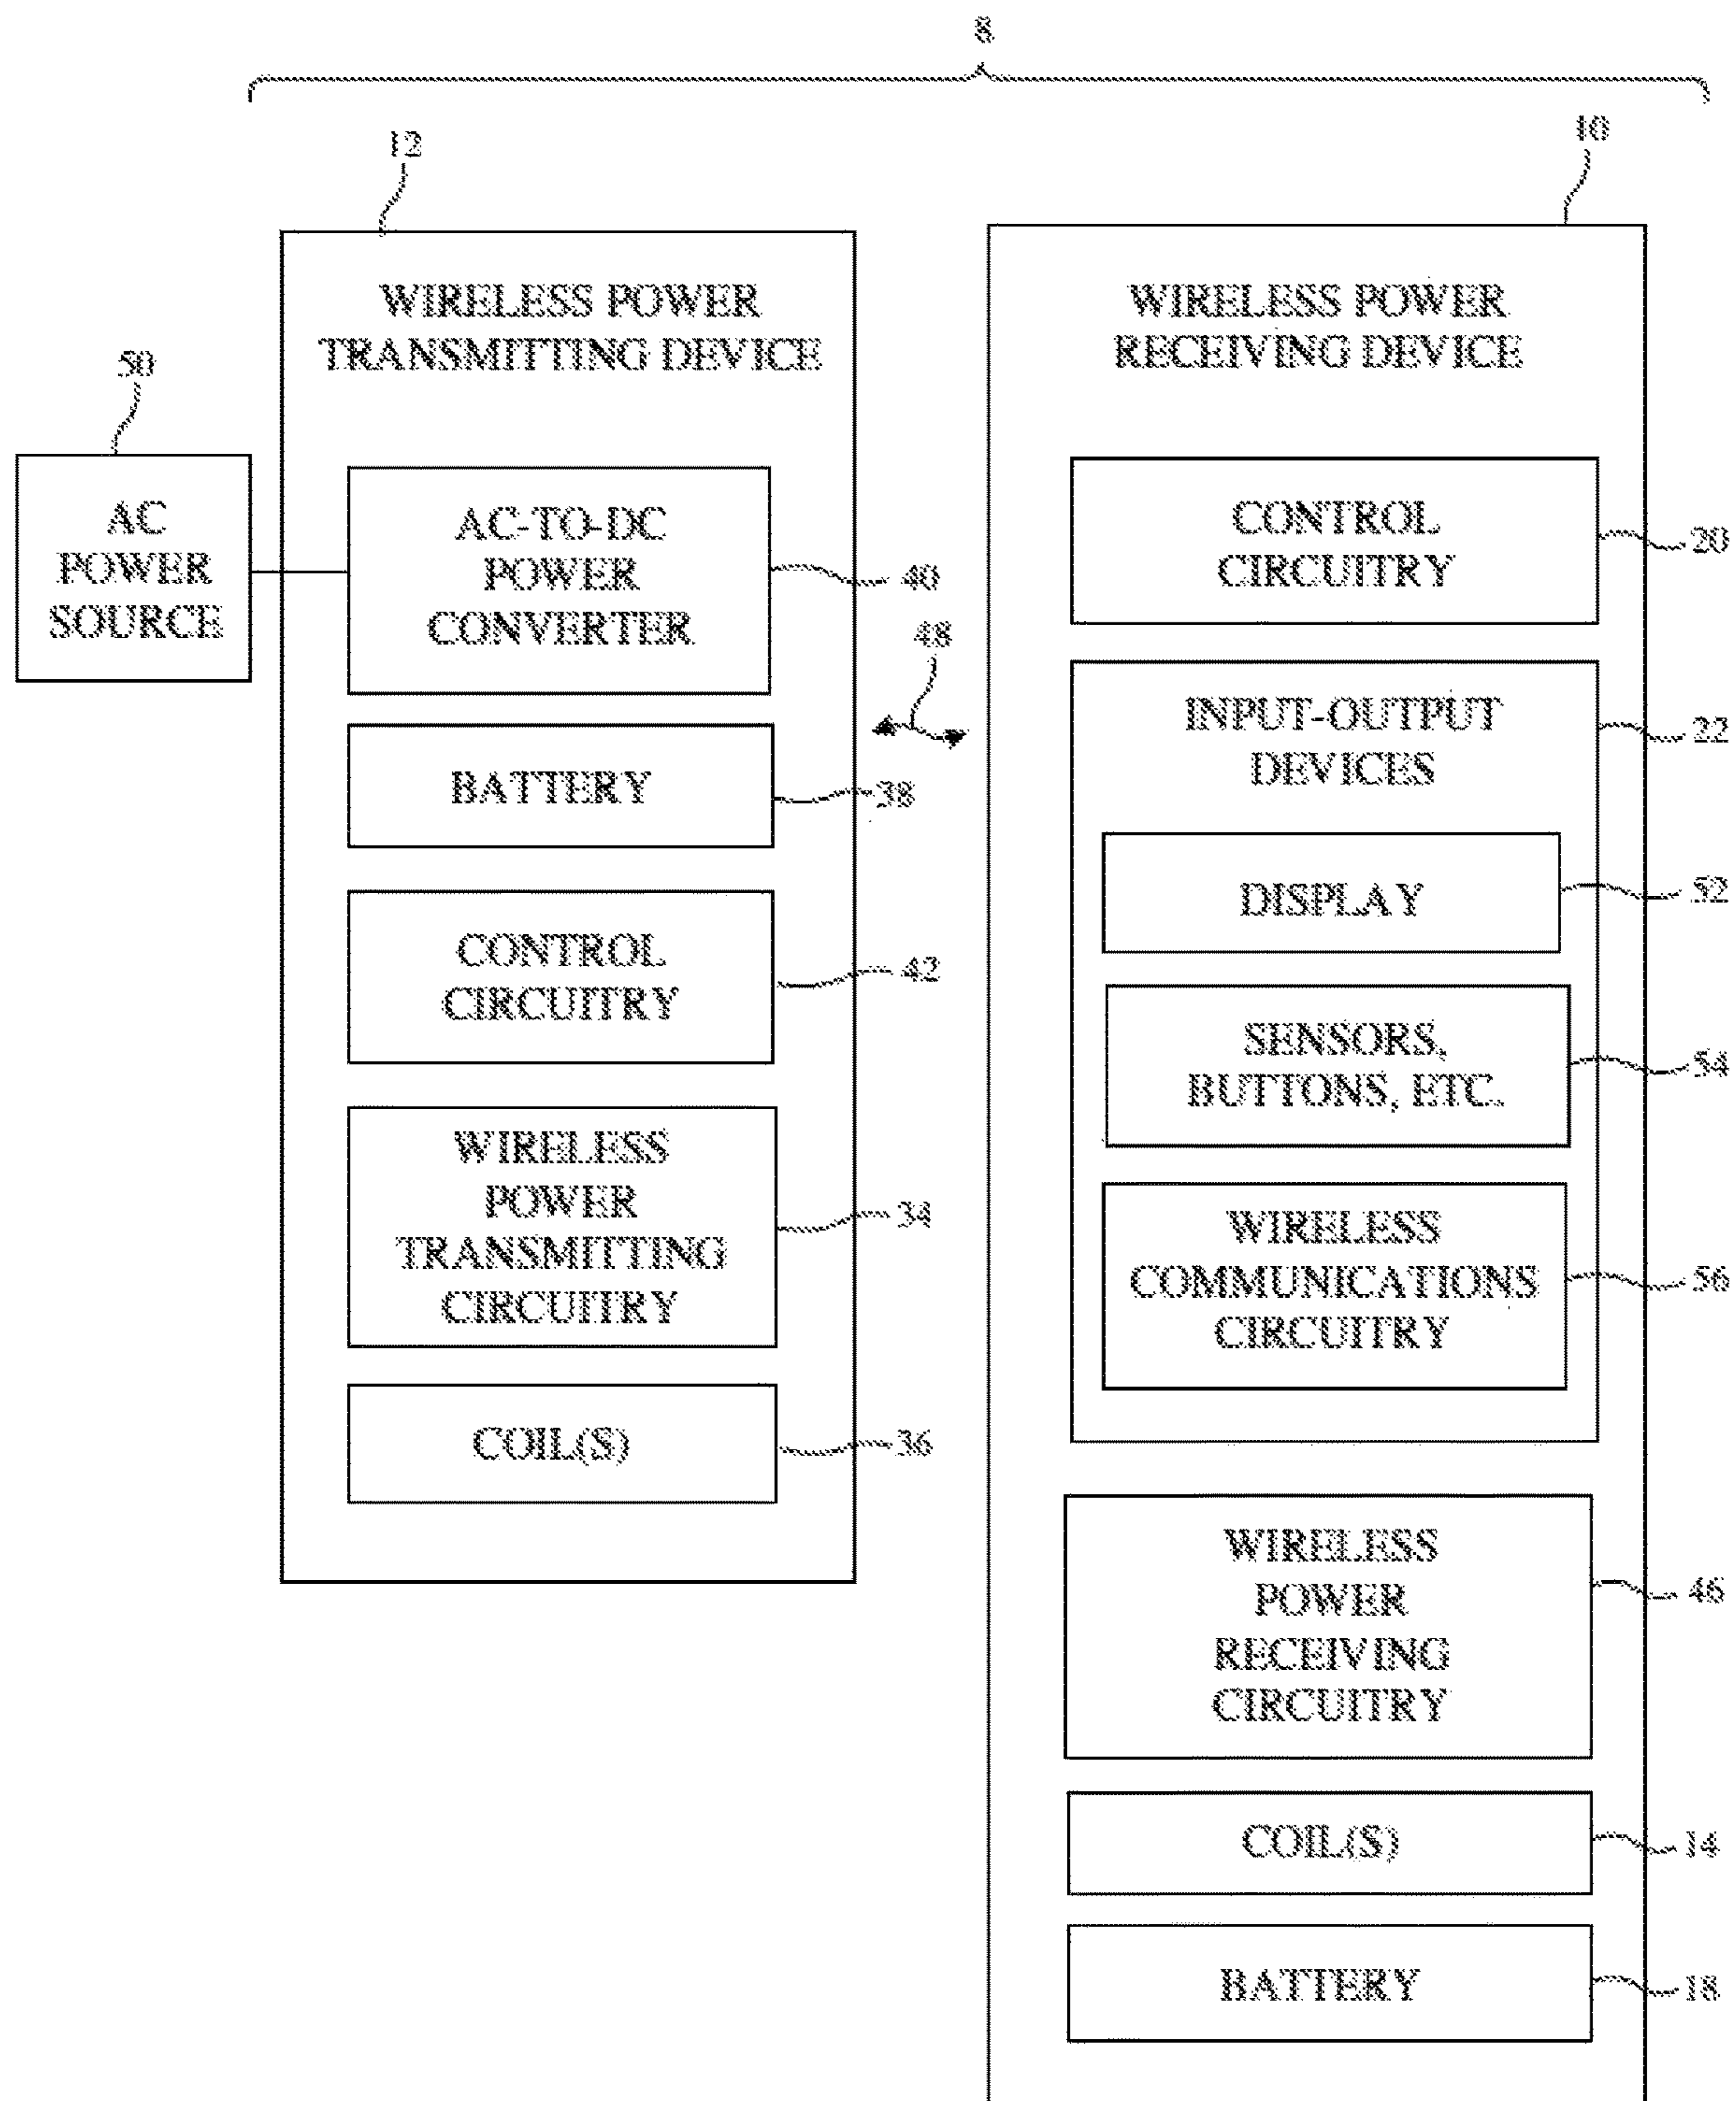 8
12
10
WIRELESS POWER
TRANSMITTING DEVICE
50
AC
POWER
SOURCE
AC-TO-DC
POWER
CONVERTER
40
48
BATTERY
38
CONTROL
CIRCUITRY
42
WIRELESS
POWER
TRANSMITTING
CIRCUITRY
34
COIL(S)
36
WIRELESS POWER
RECEIVING DEVICE
CONTROL
CIRCUITRY
20
INPUT-OUTPUT
DEVICES
22
DISPLAY
52
SENSORS,
BUTTONS, ETC.
54
WIRELESS
COMMUNICATIONS
CIRCUITRY
56
WIRELESS
POWER
RECEIVING
CIRCUITRY
46
COIL(S)
14
BATTERY
18